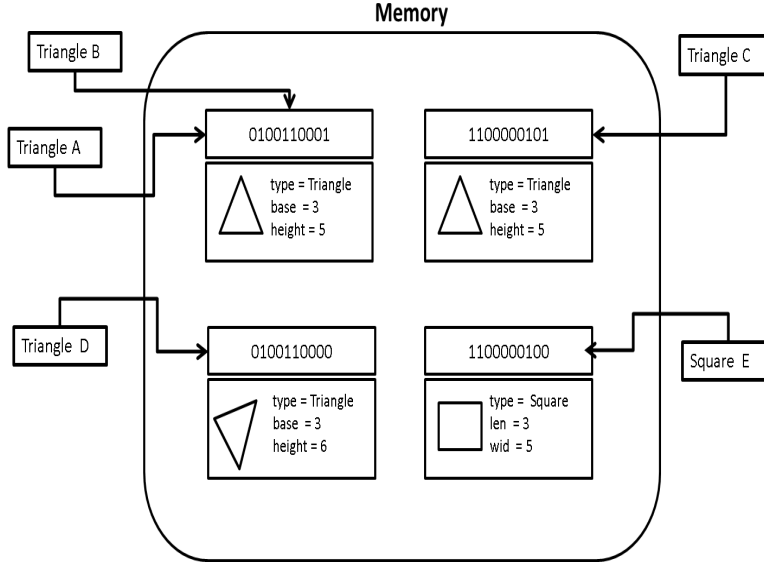 Memory
Triangle B
Triangle C
Triangle A
0100110001
1100000101
type = Triangle
base = 3
height = 5
type = Triangle
base = 3
height = 5
Triangle D
0100110000
1100000100
Square E
type = Triangle
base = 3
height = 6
type = Square
len = 3
wid = 5